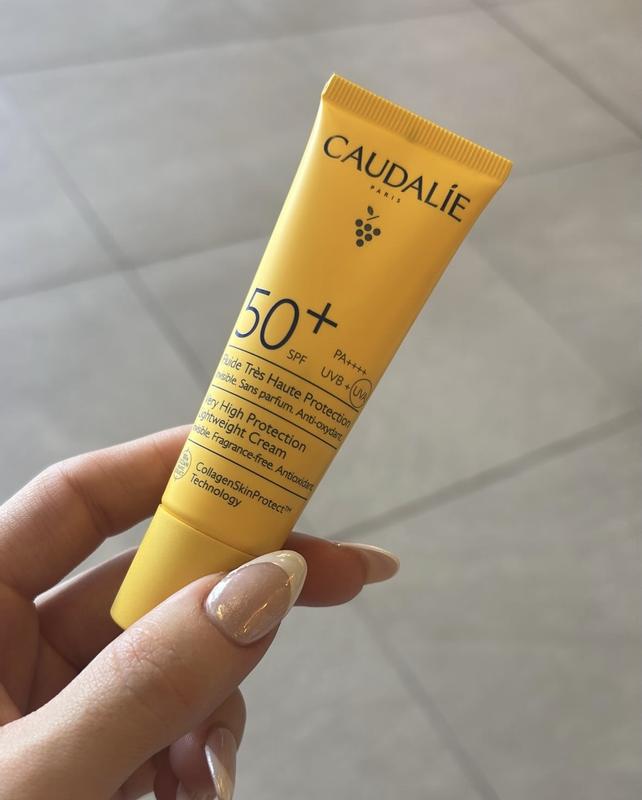 CAUDALÍE
PARIS
50+
SPF
PA++++
UVB + UVA
Fluide Très Haute Protection
Invisible. Sans parfum. Anti-oxydant.
Very High Protection
Lightweight Cream
Invisible. Fragrance-free. Antioxidant.
CollagenSkinProtect™
Technology